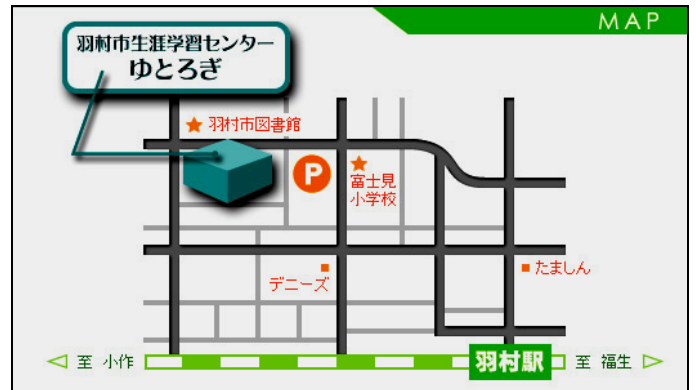 MAP
羽村市生涯学習センター
ゆとろぎ
★ 羽村市図書館
P
★
富士見
小学校
デニーズ
たましん
至 小作
羽村駅
至 福生